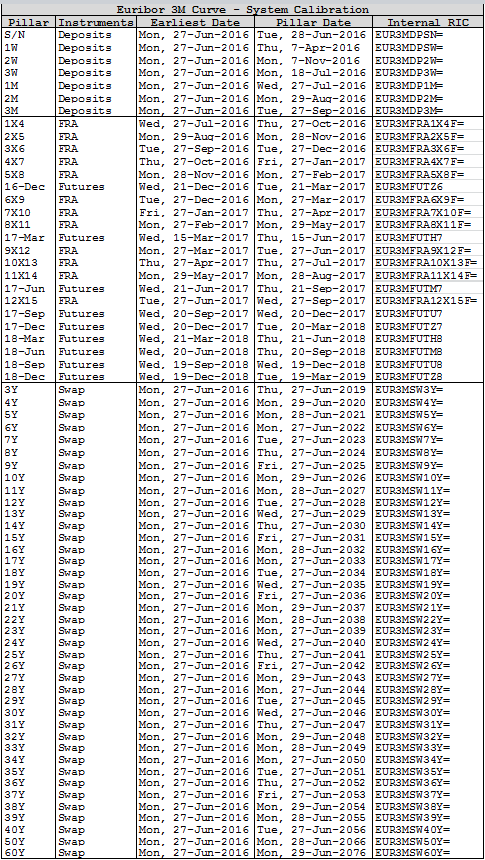 Euribor 3M Curve - System Calibration
Pillar Instruments Earliest Date Pillar Date Internal RIC
S/N Deposits Mon, 27-Jun-2016 Tue, 28-Jun-2016 EUR3MDPSN=
1W Deposits Mon, 27-Jun-2016 Thu, 7-Apr-2016 EUR3MDPSW=
2W Deposits Mon, 27-Jun-2016 Mon, 7-Nov-2016 EUR3MDP2W=
3W Deposits Mon, 27-Jun-2016 Mon, 18-Jul-2016 EUR3MDP3W=
1M Deposits Mon, 27-Jun-2016 Wed, 27-Jul-2016 EUR3MDP1M=
2M Deposits Mon, 27-Jun-2016 Mon, 29-Aug-2016 EUR3MDP2M=
3M Deposits Mon, 27-Jun-2016 Tue, 27-Sep-2016 EUR3MDP3M=
1X4 FRA Wed, 27-Jul-2016 Thu, 27-Oct-2016 EUR3MFRA1X4F=
2X5 FRA Mon, 29-Aug-2016 Mon, 28-Nov-2016 EUR3MFRA2X5F=
3X6 FRA Tue, 27-Sep-2016 Tue, 27-Dec-2016 EUR3MFRA3X6F=
4X7 FRA Thu, 27-Oct-2016 Fri, 27-Jan-2017 EUR3MFRA4X7F=
5X8 FRA Mon, 28-Nov-2016 Mon, 27-Feb-2017 EUR3MFRA5X8F=
16-Dec Futures Wed, 21-Dec-2016 Tue, 21-Mar-2017 EUR3MFUTZ6
6X9 FRA Tue, 27-Dec-2016 Mon, 27-Mar-2017 EUR3MFRA6X9F=
7X10 FRA Fri, 27-Jan-2017 Thu, 27-Apr-2017 EUR3MFRA7X10F=
8X11 FRA Mon, 27-Feb-2017 Mon, 29-May-2017 EUR3MFRA8X11F=
17-Mar Futures Wed, 15-Mar-2017 Thu, 15-Jun-2017 EUR3MFUTH7
9X12 FRA Mon, 27-Mar-2017 Tue, 27-Jun-2017 EUR3MFRA9X12F=
10X13 FRA Thu, 27-Apr-2017 Thu, 27-Jul-2017 EUR3MFRA10X13F=
11X14 FRA Mon, 29-May-2017 Mon, 28-Aug-2017 EUR3MFRA11X14F=
17-Jun Futures Wed, 21-Jun-2017 Thu, 21-Sep-2017 EUR3MFUTM7
12X15 FRA Tue, 27-Jun-2017 Wed, 27-Sep-2017 EUR3MFRA12X15F=
17-Sep Futures Wed, 20-Sep-2017 Wed, 20-Dec-2017 EUR3MFUTU7
17-Dec Futures Wed, 20-Dec-2017 Tue, 20-Mar-2018 EUR3MFUTZ7
18-Mar Futures Wed, 21-Mar-2018 Thu, 21-Jun-2018 EUR3MFUTH8
18-Jun Futures Wed, 20-Jun-2018 Thu, 20-Sep-2018 EUR3MFUTM8
18-Sep Futures Wed, 19-Sep-2018 Wed, 19-Dec-2018 EUR3MFUTU8
18-Dec Futures Wed, 19-Dec-2018 Tue, 19-Mar-2019 EUR3MFUTZ8
3Y Swap Mon, 27-Jun-2016 Thu, 27-Jun-2019 EUR3MSW3Y=
4Y Swap Mon, 27-Jun-2016 Mon, 29-Jun-2020 EUR3MSW4Y=
5Y Swap Mon, 27-Jun-2016 Mon, 28-Jun-2021 EUR3MSW5Y=
6Y Swap Mon, 27-Jun-2016 Mon, 27-Jun-2022 EUR3MSW6Y=
7Y Swap Mon, 27-Jun-2016 Tue, 27-Jun-2023 EUR3MSW7Y=
8Y Swap Mon, 27-Jun-2016 Thu, 27-Jun-2024 EUR3MSW8Y=
9Y Swap Mon, 27-Jun-2016 Fri, 27-Jun-2025 EUR3MSW9Y=
10Y Swap Mon, 27-Jun-2016 Mon, 29-Jun-2026 EUR3MSW10Y=
11Y Swap Mon, 27-Jun-2016 Mon, 28-Jun-2027 EUR3MSW11Y=
12Y Swap Mon, 27-Jun-2016 Tue, 27-Jun-2028 EUR3MSW12Y=
13Y Swap Mon, 27-Jun-2016 Wed, 27-Jun-2029 EUR3MSW13Y=
14Y Swap Mon, 27-Jun-2016 Thu, 27-Jun-2030 EUR3MSW14Y=
15Y Swap Mon, 27-Jun-2016 Fri, 27-Jun-2031 EUR3MSW15Y=
16Y Swap Mon, 27-Jun-2016 Mon, 28-Jun-2032 EUR3MSW16Y=
17Y Swap Mon, 27-Jun-2016 Mon, 27-Jun-2033 EUR3MSW17Y=
18Y Swap Mon, 27-Jun-2016 Tue, 27-Jun-2034 EUR3MSW18Y=
19Y Swap Mon, 27-Jun-2016 Wed, 27-Jun-2035 EUR3MSW19Y=
20Y Swap Mon, 27-Jun-2016 Fri, 27-Jun-2036 EUR3MSW20Y=
21Y Swap Mon, 27-Jun-2016 Mon, 29-Jun-2037 EUR3MSW21Y=
22Y Swap Mon, 27-Jun-2016 Mon, 28-Jun-2038 EUR3MSW22Y=
23Y Swap Mon, 27-Jun-2016 Mon, 27-Jun-2039 EUR3MSW23Y=
24Y Swap Mon, 27-Jun-2016 Wed, 27-Jun-2040 EUR3MSW24Y=
25Y Swap Mon, 27-Jun-2016 Thu, 27-Jun-2041 EUR3MSW25Y=
26Y Swap Mon, 27-Jun-2016 Fri, 27-Jun-2042 EUR3MSW26Y=
27Y Swap Mon, 27-Jun-2016 Mon, 29-Jun-2043 EUR3MSW27Y=
28Y Swap Mon, 27-Jun-2016 Mon, 27-Jun-2044 EUR3MSW28Y=
29Y Swap Mon, 27-Jun-2016 Tue, 27-Jun-2045 EUR3MSW29Y=
30Y Swap Mon, 27-Jun-2016 Wed, 27-Jun-2046 EUR3MSW30Y=
31Y Swap Mon, 27-Jun-2016 Thu, 27-Jun-2047 EUR3MSW31Y=
32Y Swap Mon, 27-Jun-2016 Mon, 29-Jun-2048 EUR3MSW32Y=
33Y Swap Mon, 27-Jun-2016 Mon, 28-Jun-2049 EUR3MSW33Y=
34Y Swap Mon, 27-Jun-2016 Mon, 27-Jun-2050 EUR3MSW34Y=
35Y Swap Mon, 27-Jun-2016 Tue, 27-Jun-2051 EUR3MSW35Y=
36Y Swap Mon, 27-Jun-2016 Thu, 27-Jun-2052 EUR3MSW36Y=
37Y Swap Mon, 27-Jun-2016 Fri, 27-Jun-2053 EUR3MSW37Y=
38Y Swap Mon, 27-Jun-2016 Mon, 29-Jun-2054 EUR3MSW38Y=
39Y Swap Mon, 27-Jun-2016 Mon, 28-Jun-2055 EUR3MSW39Y=
40Y Swap Mon, 27-Jun-2016 Tue, 27-Jun-2056 EUR3MSW40Y=
50Y Swap Mon, 27-Jun-2016 Mon, 28-Jun-2066 EUR3MSW50Y=
60Y Swap Mon, 27-Jun-2016 Mon, 29-Jun-2076 EUR3MSW60Y=